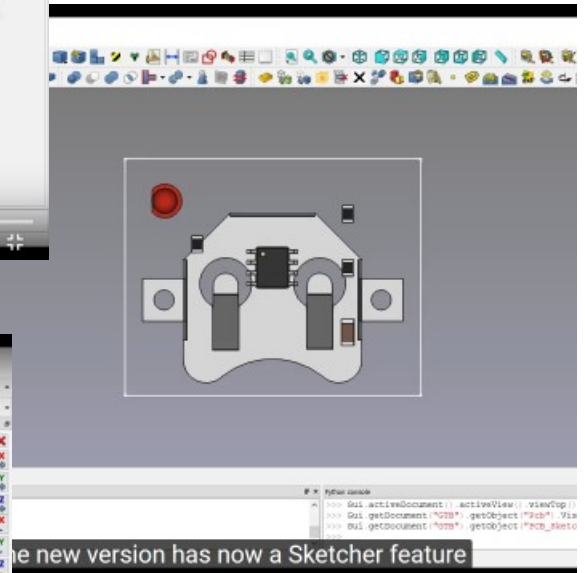 Python console
>>> Gui.activeDocument().activeView().viewTop()
>>> Gui.getDocument("GTB").getObject("Pcb").Vis
>>> Gui.getDocument("GTB").getObject("PCB_Sketc
>>>
he new version has now a Sketcher feature